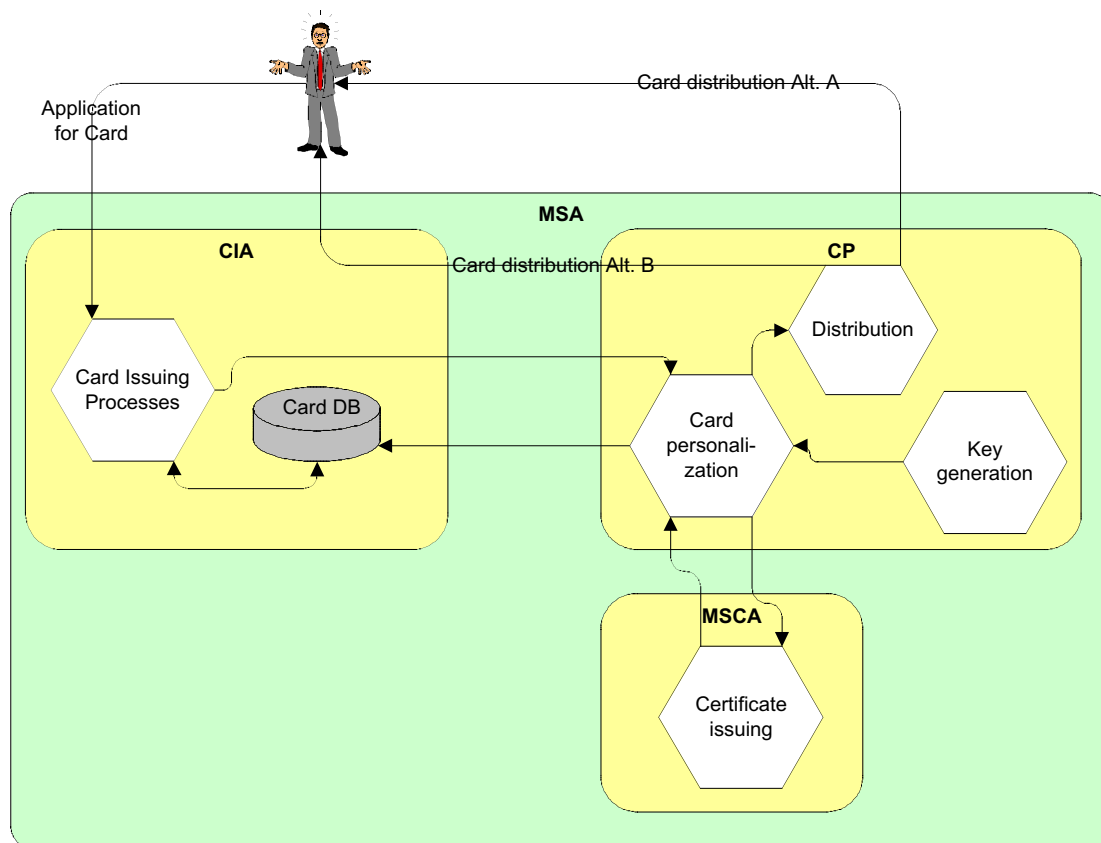 Card distribution Alt. A
Application
for Card
MSA
CIA
CP
Card distribution Alt. B
Distribution
Card Issuing
Processes
Card DB
Card
personali-
zation
Key
generation
MSCA
Certificate
issuing